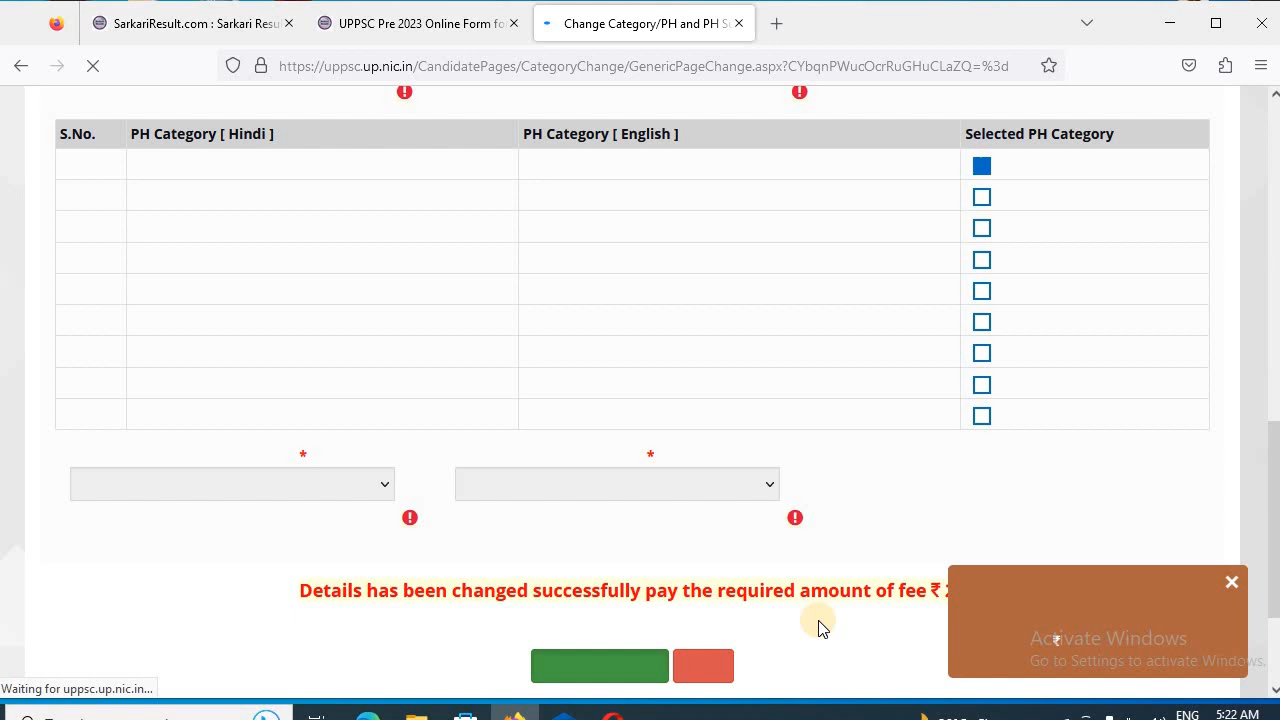 SarkariResult.com : Sarkari Resu
UPPSC Pre 2023 Online Form fo
Change Category/PH and PH S
https://uppsc.up.nic.in/CandidatePages/CategoryChange/GenericPageChange.aspx?CYbqnPWucOcrRuGHuCLaZQ=%3d
S.No. PH Category [ Hindi ] PH Category [ English ] Selected PH Category
* *
Details has been changed successfully pay the required amount of fee ₹
₹
Activate Windows
Go to Settings to activate Windows.
Waiting for uppsc.up.nic.in...
ENG 5:22 AM